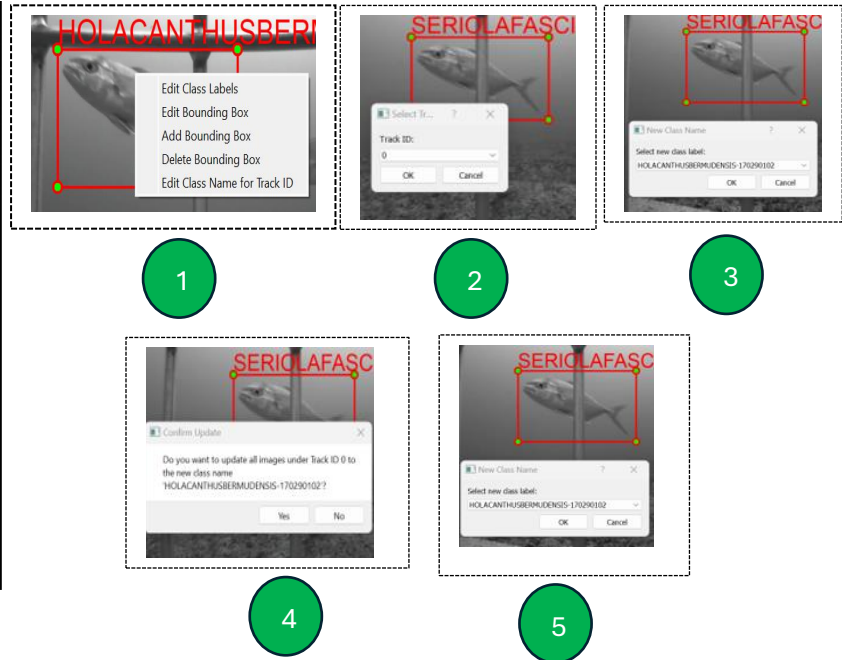 HOLACANTHUSBER
Edit Class Labels
Edit Bounding Box
Add Bounding Box
Delete Bounding Box
Edit Class Name for Track ID
1
SERIOLAFASCI
Select Tr... ? ×
Track ID:
0
OK Cancel
2
SERIOLAFASC
New Class Name ? ×
Select new class label:
HOLACANTHUSBERMUDENSIS-170290102
OK Cancel
3
SERIOLAFASC
Confirm Update ×
Do you want to update all images under Track ID 0 to
the new class name
'HOLACANTHUSBERMUDENSIS-170290102'?
Yes No
4
SERIOLAFASC
New Class Name ? ×
Select new class label:
HOLACANTHUSBERMUDENSIS-170290102
OK Cancel
5